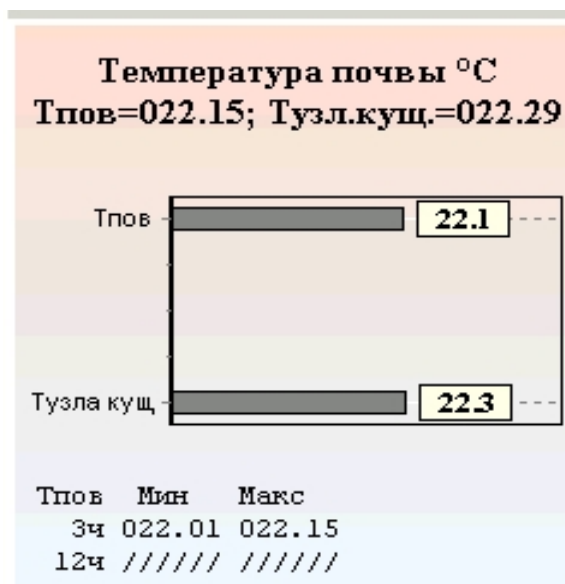 Температура почвы °C
Тпов=022.15; Тузл.кущ.=022.29
Тпов 22.1
Тузла кущ 22.3
Тпов Мин Макс
3ч 022.01 022.15
12ч ////// //////